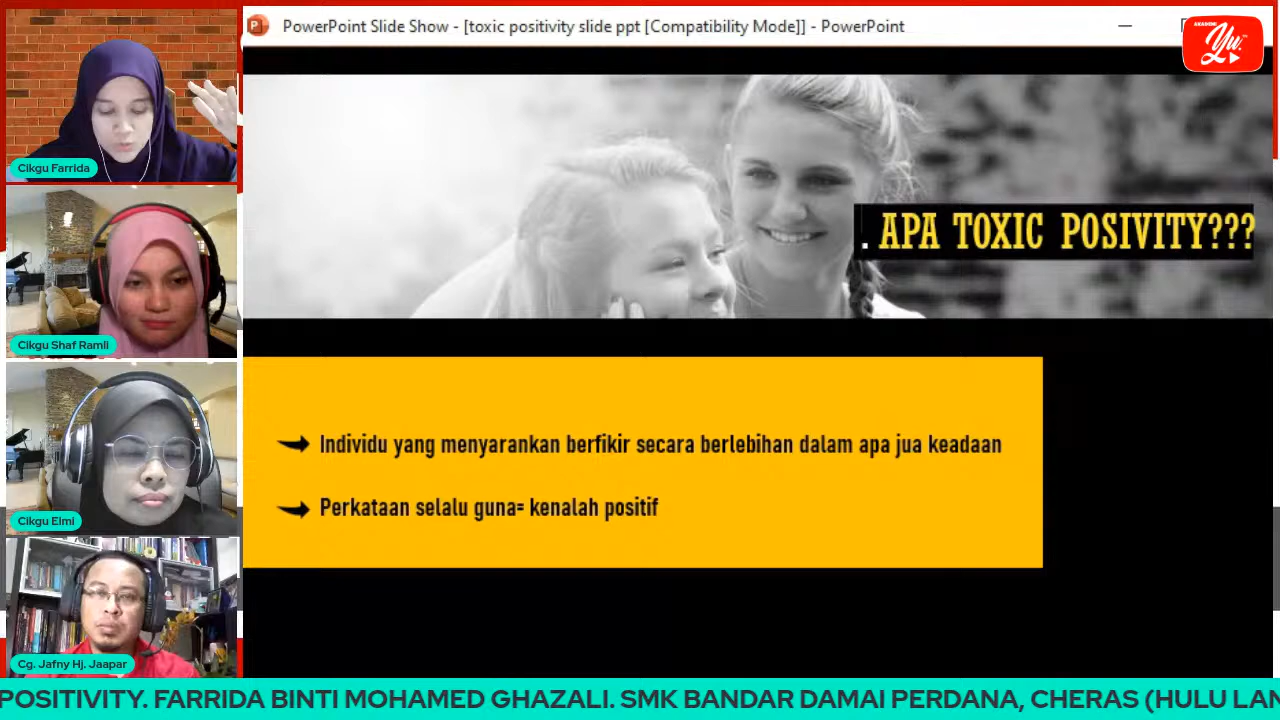 PowerPoint Slide Show - [toxic positivity slide ppt [Compatibility Mode]] - PowerPoint
AKADEMI
Yu.
Cikgu Farrida
. APA TOXIC POSIVITY???
Cikgu Shaf Ramli
Individu yang menyarankan berfikir secara berlebihan dalam apa jua keadaan
Perkataan selalu guna= kenalah positif
Cikgu Elmi
Cg. Jafny Hj. Jaapar
POSITIVITY. FARRIDA BINTI MOHAMED GHAZALI. SMK BANDAR DAMAI PERDANA, CHERAS (HULU LAN